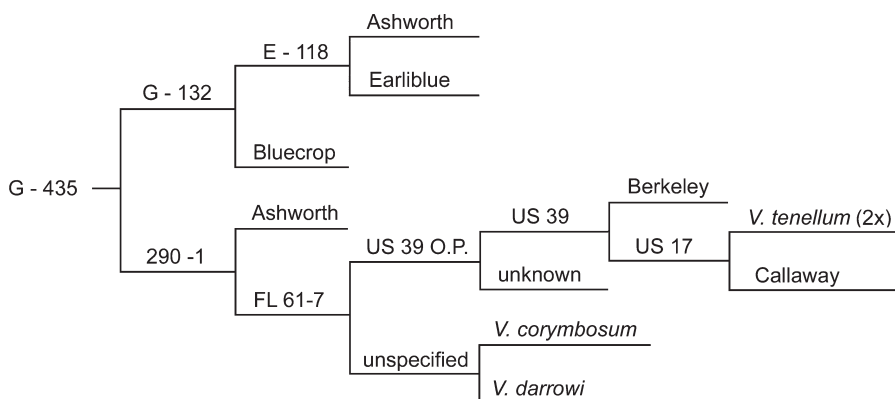 Ashworth
E - 118
Earliblue
G - 132
Bluecrop
G - 435
Berkeley
Ashworth
US 39
V. tenellum (2x)
290 -1
US 39 O.P.
US 17
unknown
Callaway
FL 61-7
V. corymbosum
unspecified
V. darrowi